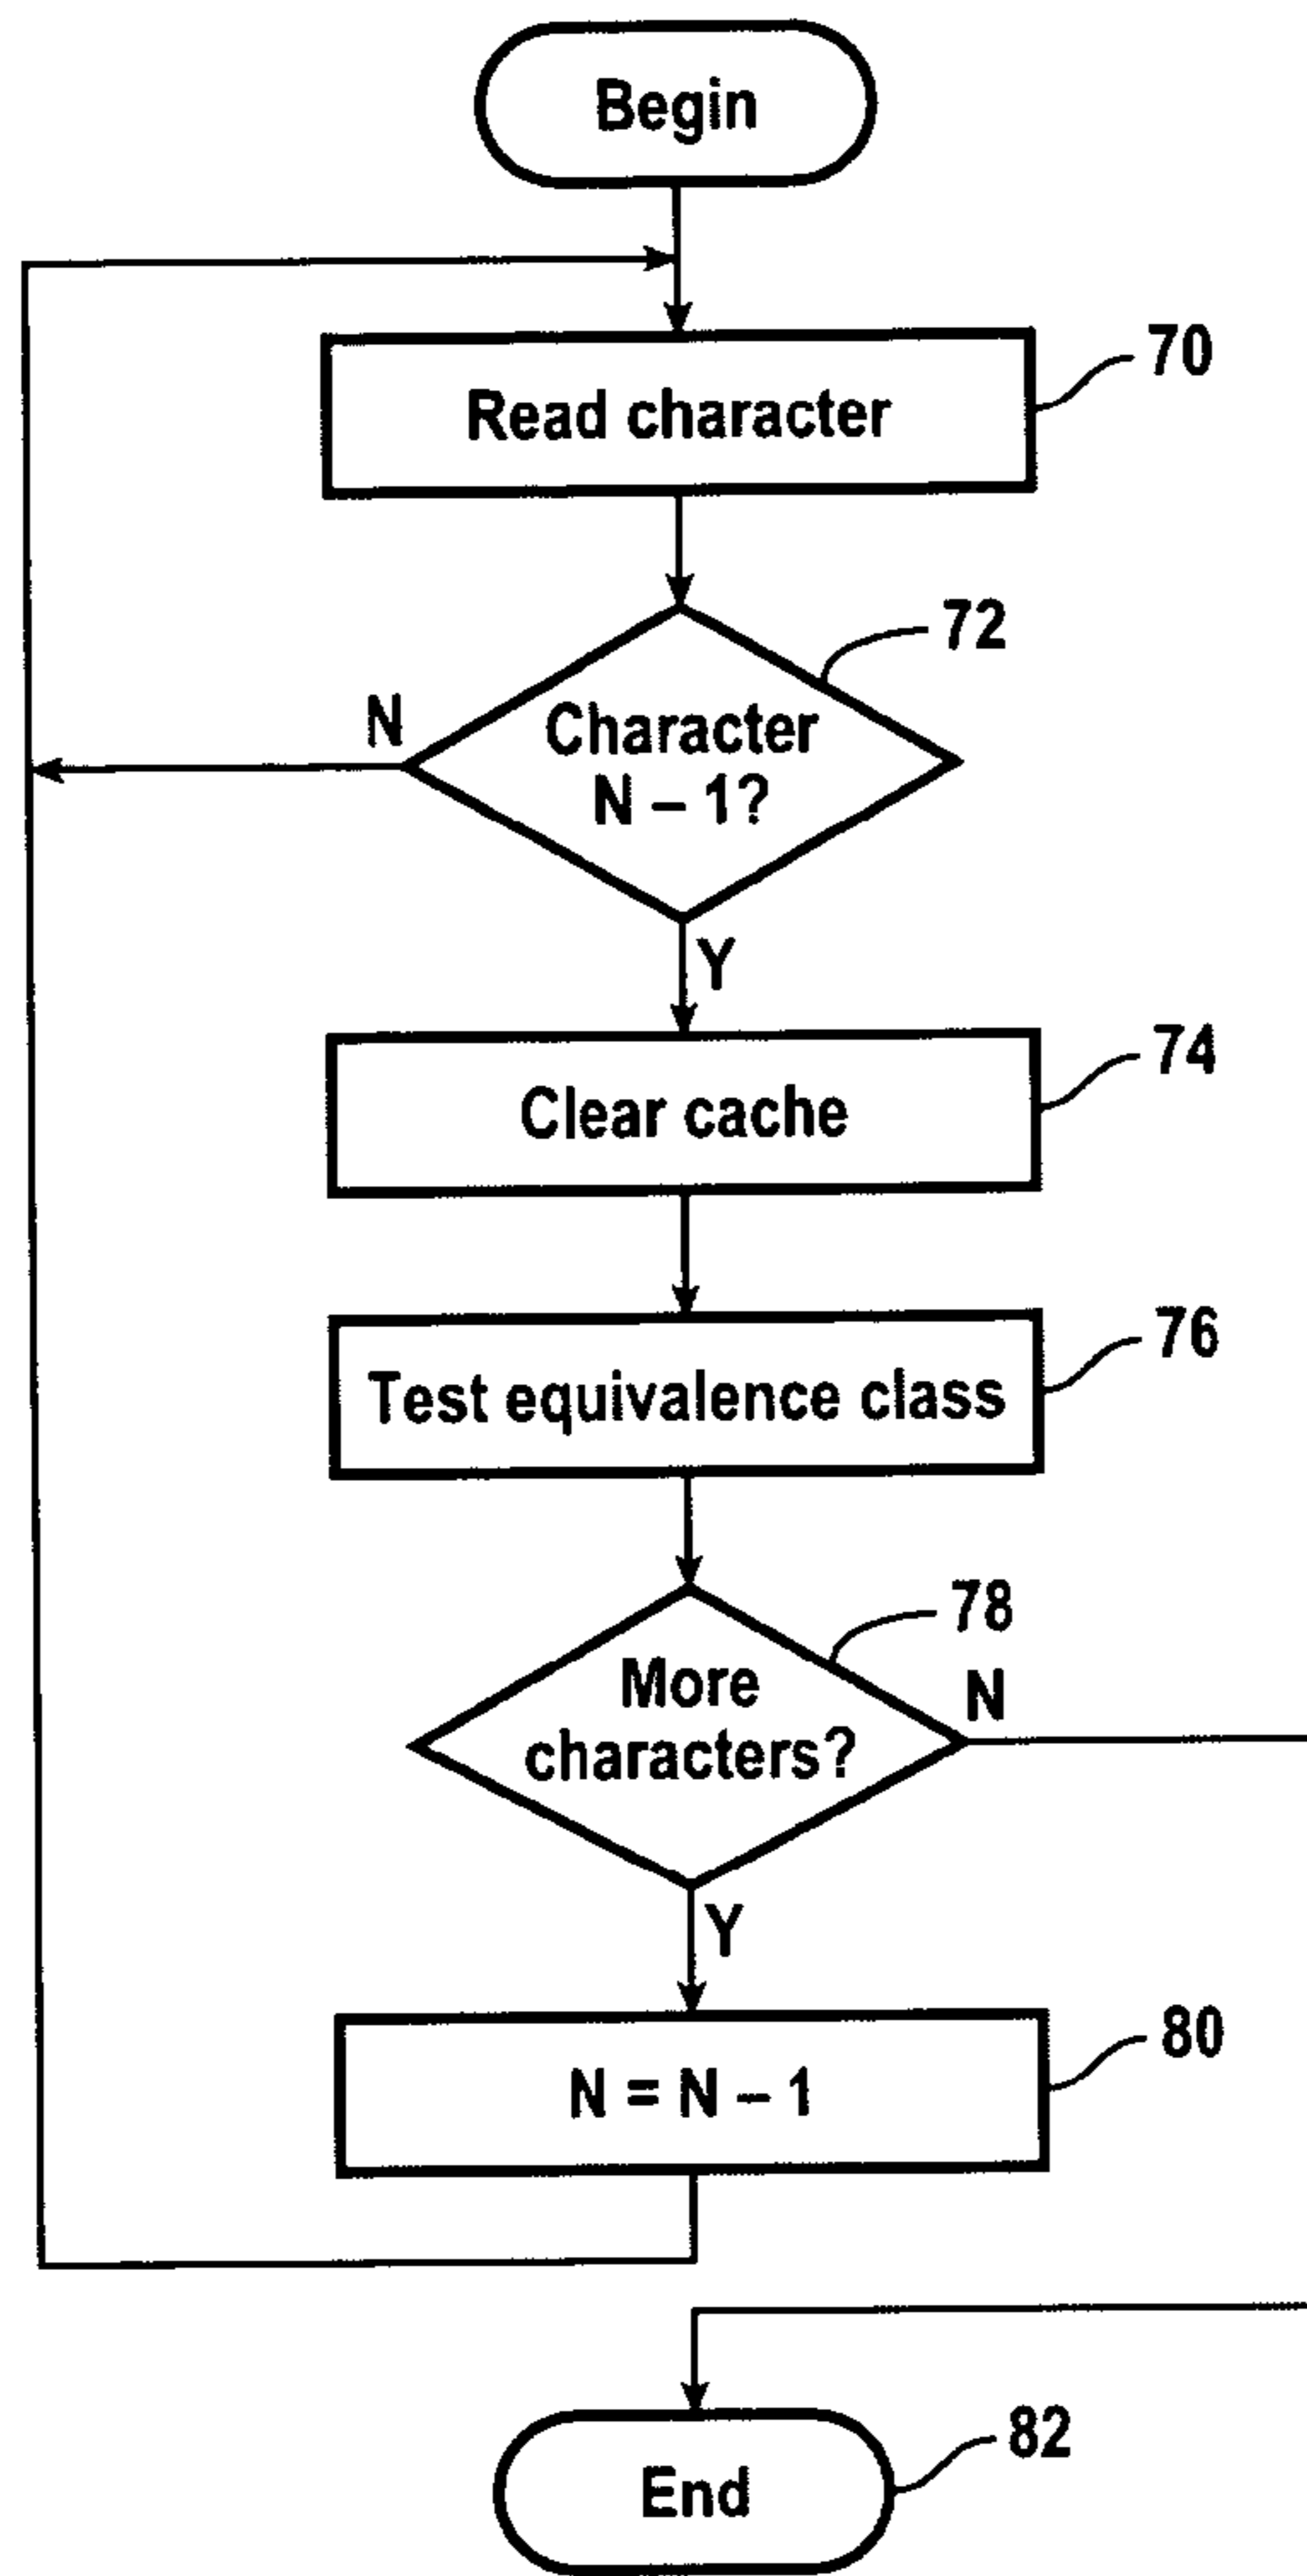 Begin
70
Read character
72
N
Character
N – 1?
Y
74
Clear cache
76
Test equivalence class
78
More
N
characters?
Y
80
N = N – 1
82
End